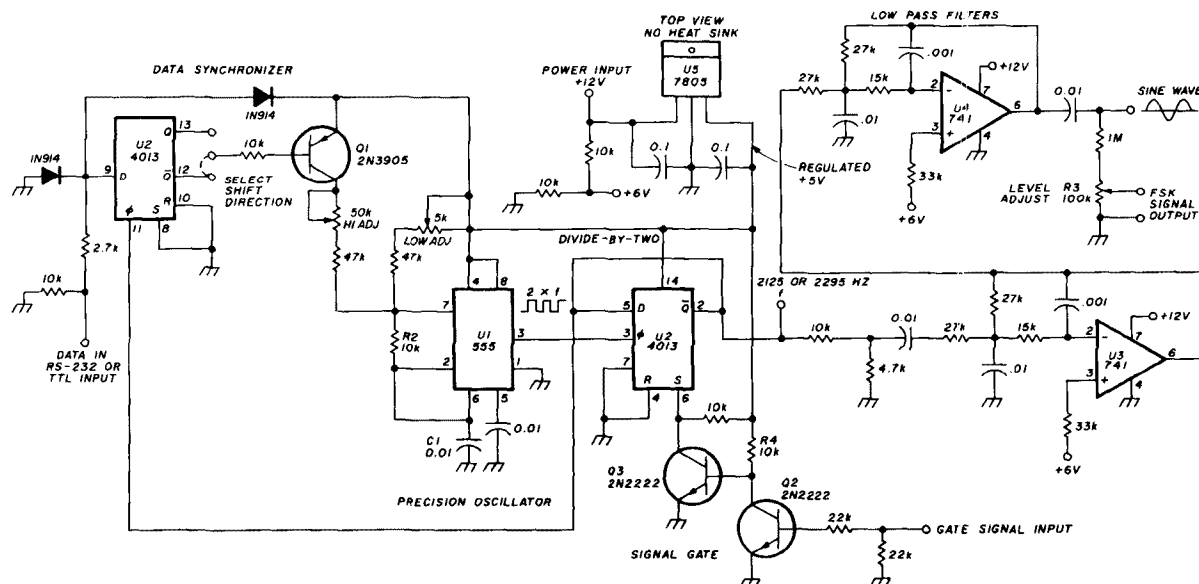 LOW PASS FILTERS
TOP VIEW
NO HEAT SINK
U5
7805
POWER INPUT
+12V
DATA SYNCHRONIZER
1N914
1N914
U2
4013
Q 13
9 D
Q̅ 12
R 10
S
ϕ
11
8
10k
SELECT
SHIFT
DIRECTION
Q1
2N3905
2.7k
10k
DATA IN
RS-232 OR
TTL INPUT
50k
HI ADJ
47k
10k
10k
+6V
0.1
0.1
REGULATED
+5V
5k
LOW ADJ
47k
DIVIDE-BY-TWO
2 x f
4
8
7
U1
555
3
2
1
6
5
R2
10k
C1
0.01
0.01
PRECISION OSCILLATOR
14
5 D
Q̅ 2
U2
4013
3 ϕ
7
R
S
4
6
10k
R4
10k
Q3
2N2222
Q2
2N2222
SIGNAL GATE
22k
22k
GATE SIGNAL INPUT
27k
.001
27k
15k
.01
2
-
3
+
U4
741
+12V
7
6
4
33k
+6V
0.01
SINE WAVE
1M
LEVEL
ADJUST
R3
100k
FSK
SIGNAL
OUTPUT
2125 OR 2295 HZ
f
10k
4.7k
0.01
27k
27k
15k
.001
.01
2
-
3
+
U3
741
+12V
7
6
4
33k
+6V